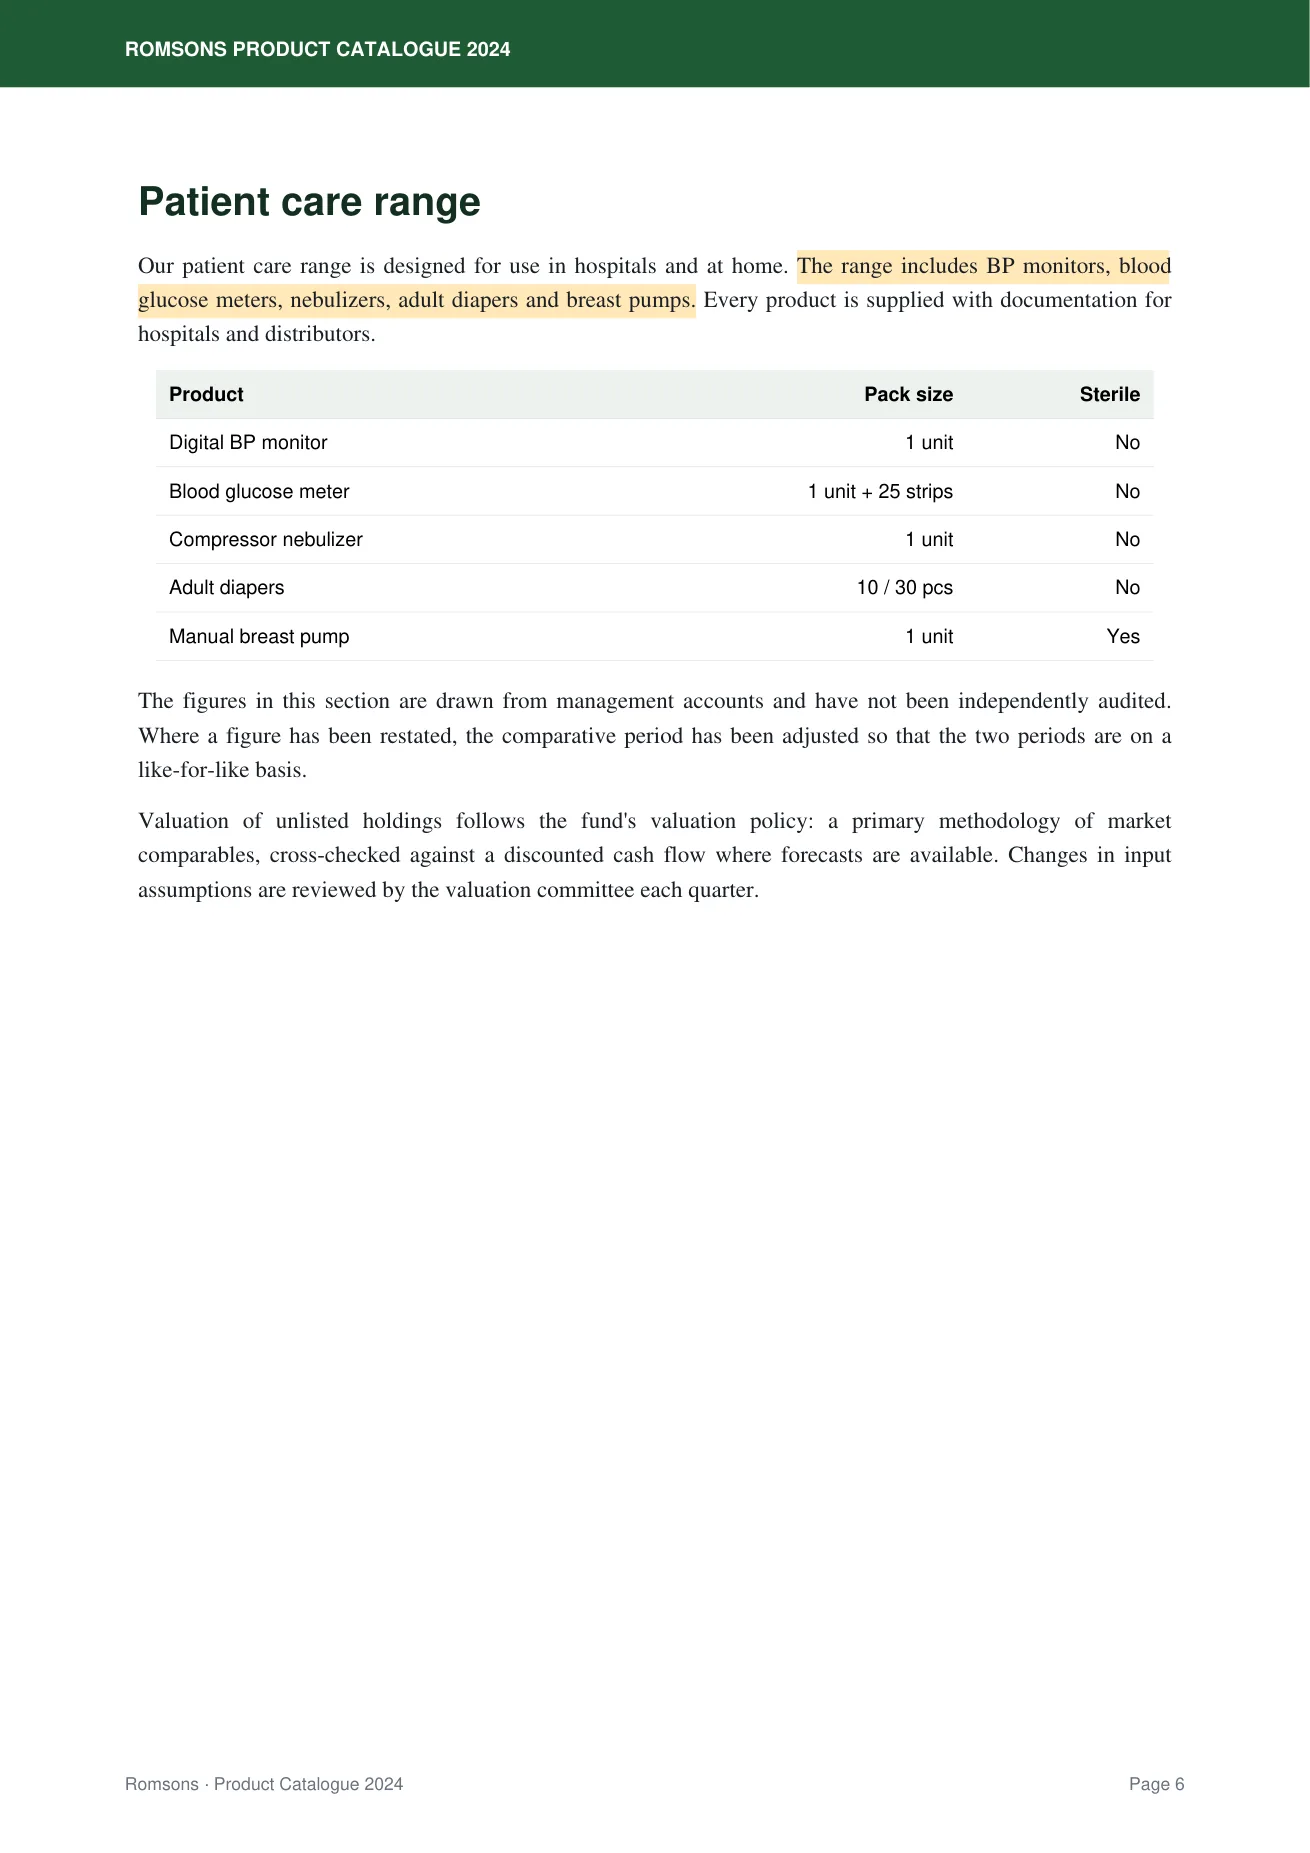 ROMSONS PRODUCT CATALOGUE 2024
Patient care range
Our patient care range is designed for use in hospitals and at home. The range includes BP monitors, blood
glucose meters, nebulizers, adult diapers and breast pumps. Every product is supplied with documentation for
hospitals and distributors.
Product Pack size Sterile
Digital BP monitor 1 unit No
Blood glucose meter 1 unit + 25 strips No
Compressor nebulizer 1 unit No
Adult diapers 10 / 30 pcs No
Manual breast pump 1 unit Yes
The figures in this section are drawn from management accounts and have not been independently audited.
Where a figure has been restated, the comparative period has been adjusted so that the two periods are on a
like-for-like basis.
Valuation of unlisted holdings follows the fund's valuation policy: a primary methodology of market
comparables, cross-checked against a discounted cash flow where forecasts are available. Changes in input
assumptions are reviewed by the valuation committee each quarter.
Romsons · Product Catalogue 2024 Page 6